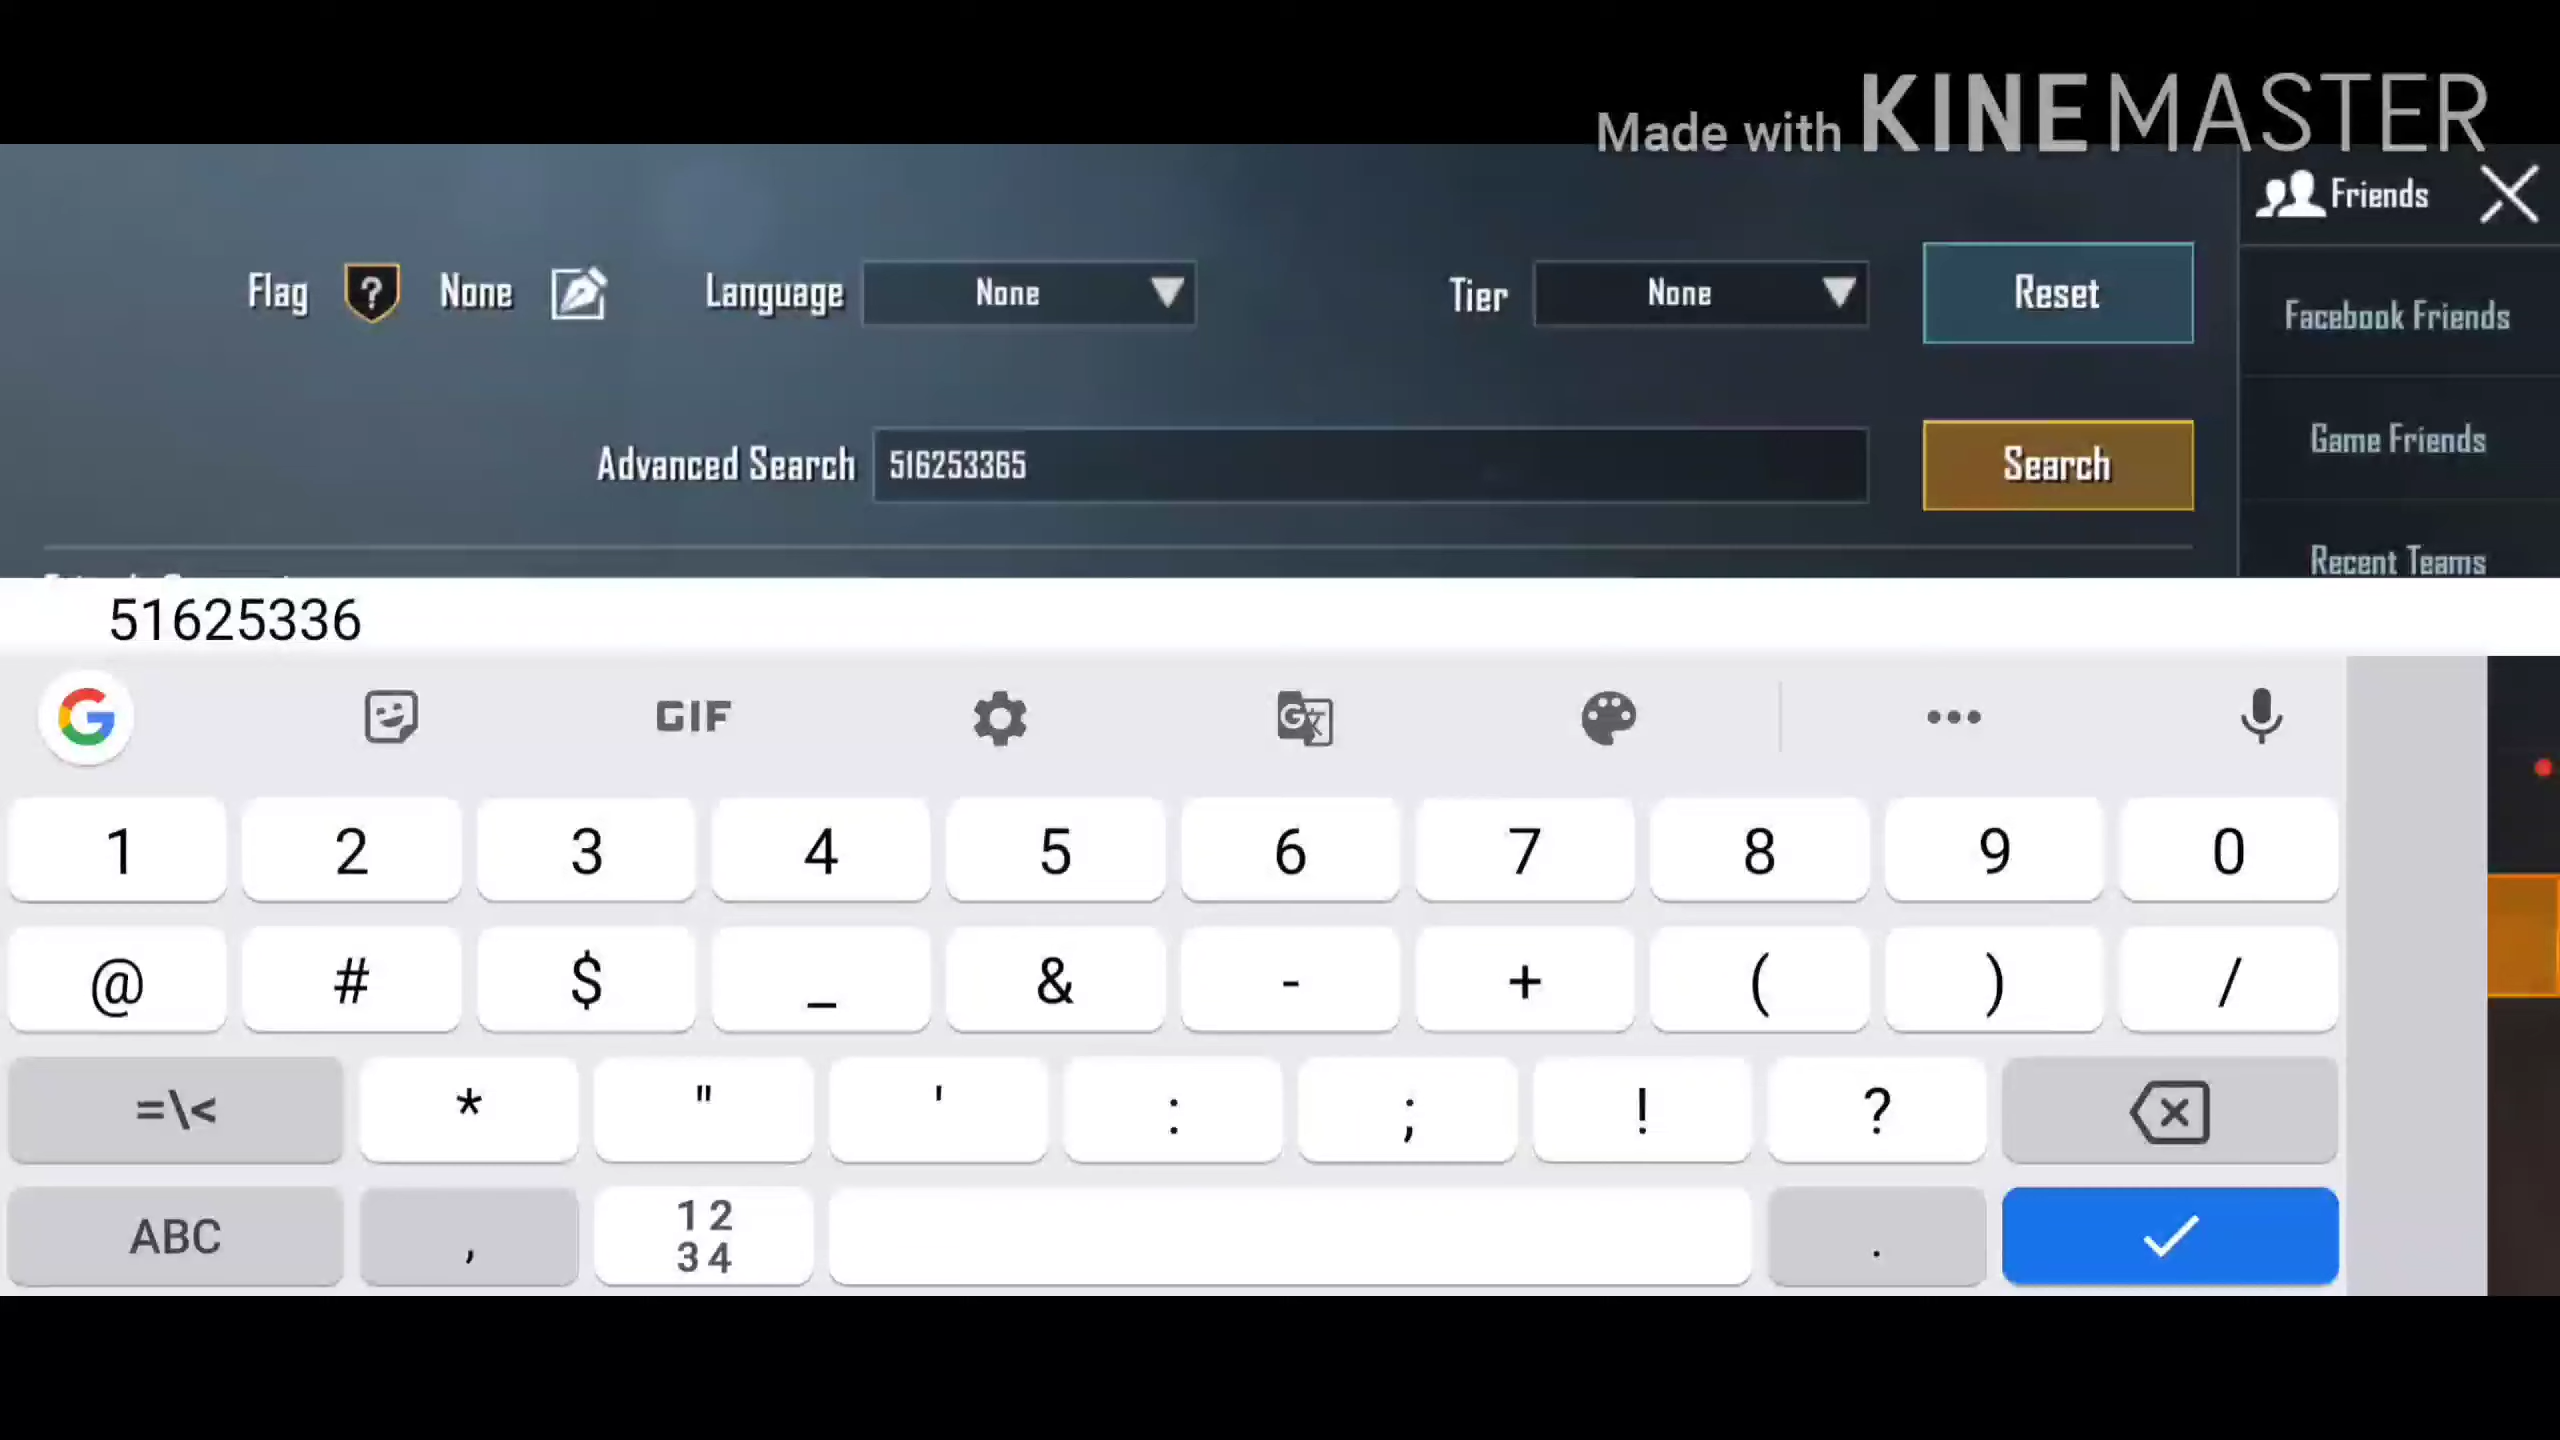 Made with KINEMASTER
Friends
Flag ? None Language None Tier None Reset
Facebook Friends
Game Friends
Advanced Search 516253365 Search
Recent Teams
51625336
G GIF G
1 2 3 4 5 6 7 8 9 0
@ # $ _ & - + ( ) /
=\< * " ' : ; ! ?
ABC , 12 .
34